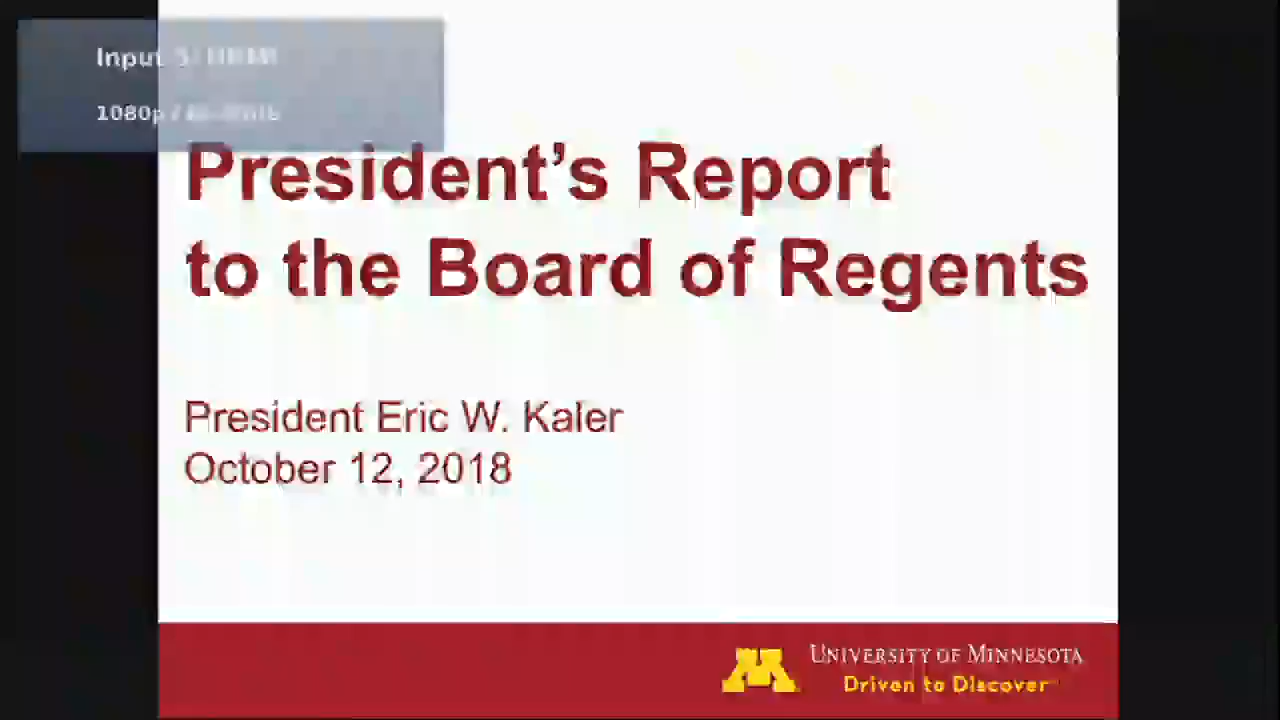 Input
1080p /
President's Report
to the Board of Regents
President Eric W. Kaler
October 12, 2018
UNIVERSITY OF MINNESOTA
Driven to Discover